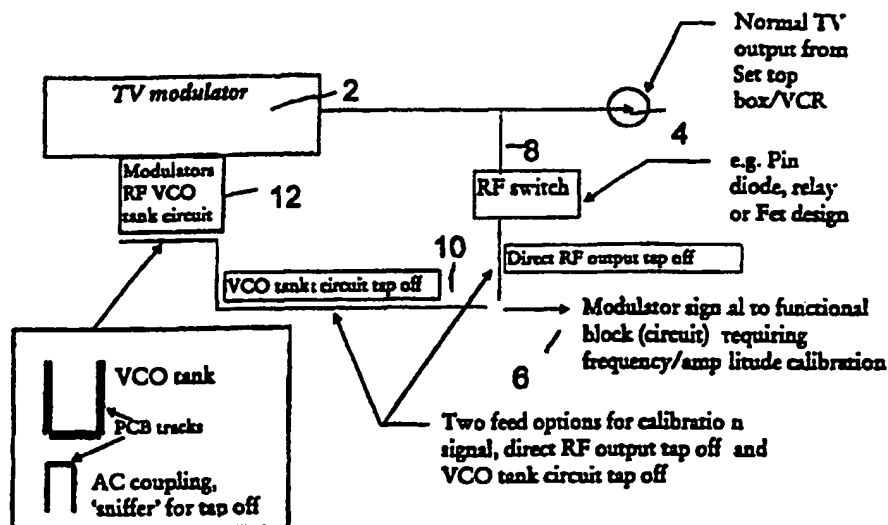 Normal TV
output from
Set top
box/VCR
TV modulator
2
4
8
Modulators
RF VCO
tank circuit
12
RF switch
e.g. Pin
diode, relay
or Fet design
10
Direct RF output tap off
VCO tank circuit tap off
Modulator sign al to functional
block (circuit) requiring
frequency/amp litude calibration
6
VCO tank
PCB tracks
AC coupling,
'sniffer' for tap off
Two feed options for calibratio n
signal, direct RF output tap off and
VCO tank circuit tap off